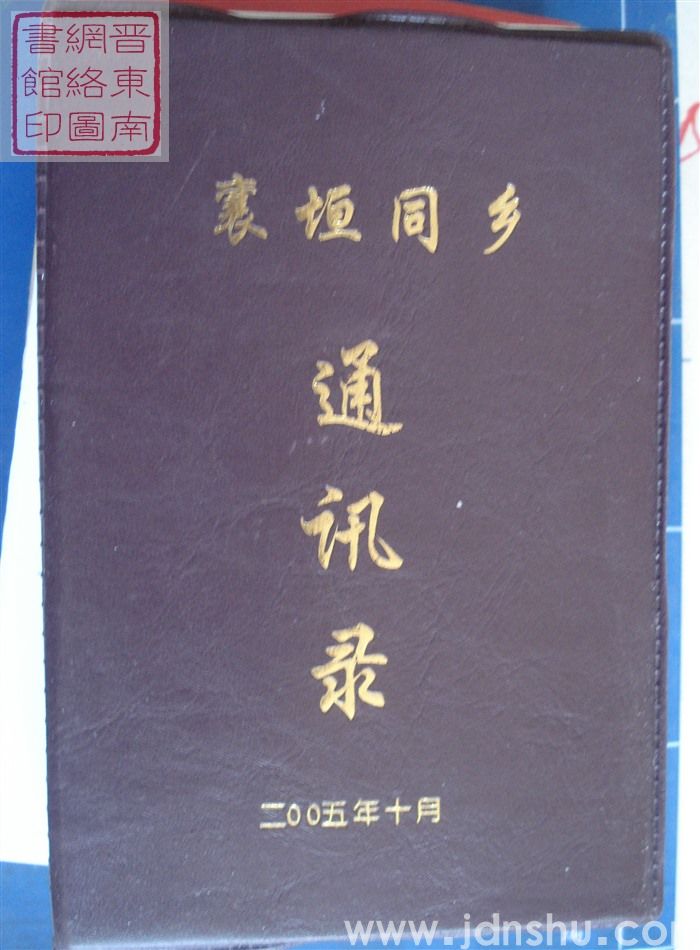 晋東南
網絡圖
書館印
襄垣同乡
通
讯
录
二00五年十月
www.jdnshu.com